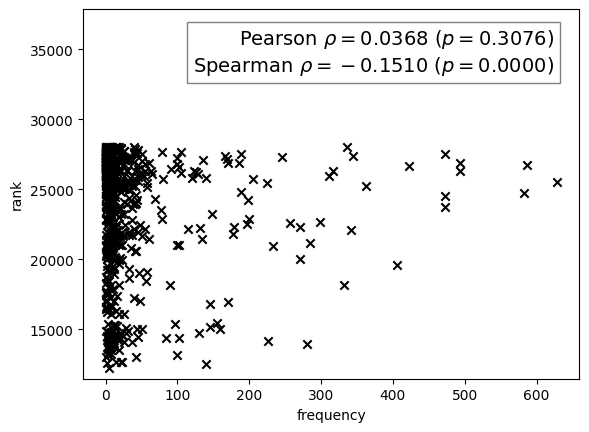 Pearson ρ = 0.0368 (p = 0.3076)
Spearman ρ = −0.1510 (p = 0.0000)
35000
30000
25000
20000
15000
rank
0 100 200 300 400 500 600
frequency